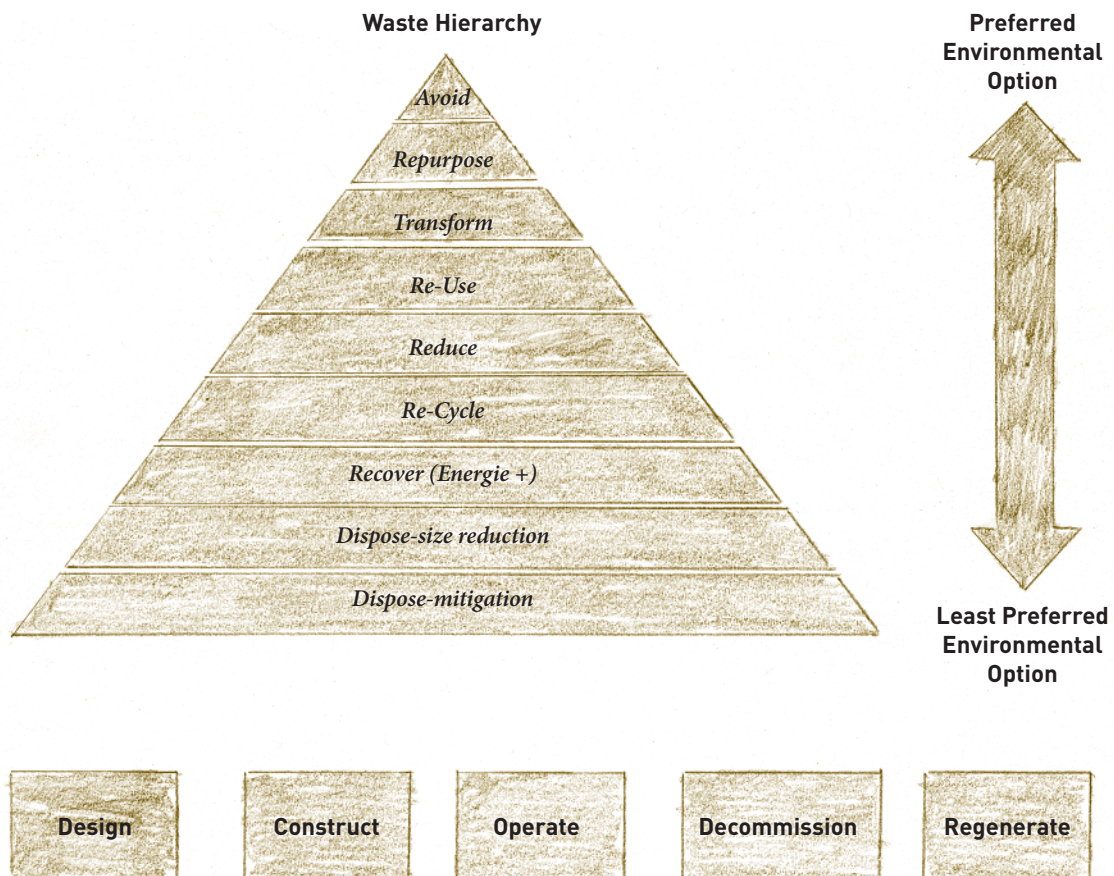 Waste Hierarchy
Preferred
Environmental
Option
Avoid
Repurpose
Transform
Re-Use
Reduce
Re-Cycle
Recover (Energie +)
Dispose-size reduction
Dispose-mitigation
Least Preferred
Environmental
Option
Design
Construct
Operate
Decommission
Regenerate